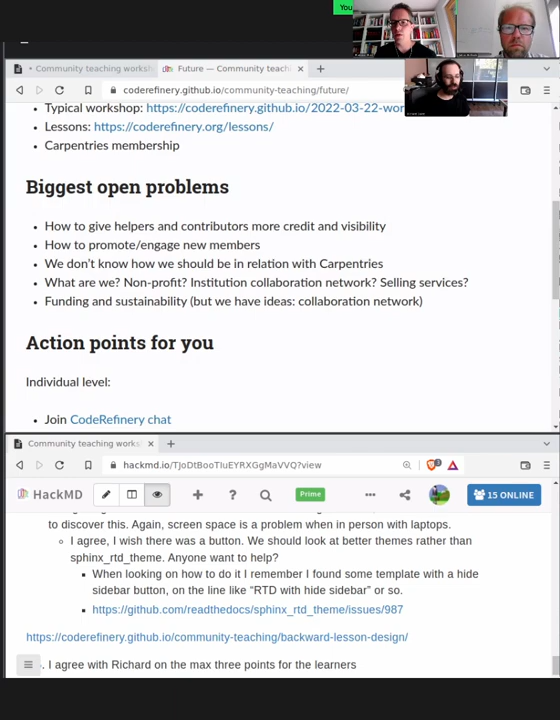 You
Community teaching worksh
Future — Community teachi
coderefinery.github.io/community-teaching/future/
Typical workshop: https://coderefinery.github.io/2022-03-22-wor
Lessons: https://coderefinery.org/lessons/
Carpentries membership
Biggest open problems
How to give helpers and contributors more credit and visibility
How to promote/engage new members
We don't know how we should be in relation with Carpentries
What are we? Non-profit? Institution collaboration network? Selling services?
Funding and sustainability (but we have ideas: collaboration network)
Action points for you
Individual level:
Join CodeRefinery chat
Community teaching works
hackmd.io/TJoDtBooTIuEYRXGgMaVVQ?view
HackMD
Prime
15 ONLINE
to discover this. Again, screen space is a problem when in person with laptops.
I agree, I wish there was a button. We should look at better themes rather than
sphinx_rtd_theme. Anyone want to help?
When looking on how to do it I remember I found some template with a hide
sidebar button, on the line like "RTD with hide sidebar" or so.
https://github.com/readthedocs/sphinx_rtd_theme/issues/987
https://coderefinery.github.io/community-teaching/backward-lesson-design/
. I agree with Richard on the max three points for the learners